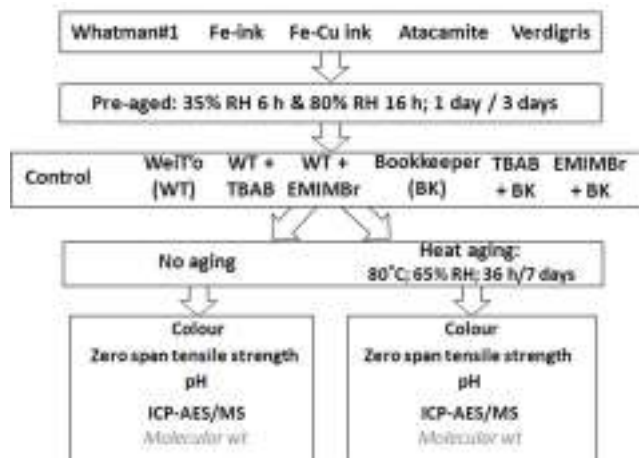 Whatman#1 Fe-ink Fe-Cu ink Atacamite Verdigris
Pre-aged: 35% RH 6 h & 80% RH 16 h; 1 day / 3 days
Control
WeiT'o (WT)
WT + TBAB
WT + EMIMBr
Bookkeeper (BK)
TBAB + BK
EMIMBr + BK
No aging
Heat aging:
80°C; 65% RH; 36 h/7 days
Colour
Zero span tensile strength
pH
ICP-AES/MS
Molecular wt
Colour
Zero span tensile strength
pH
ICP-AES/MS
Molecular wt